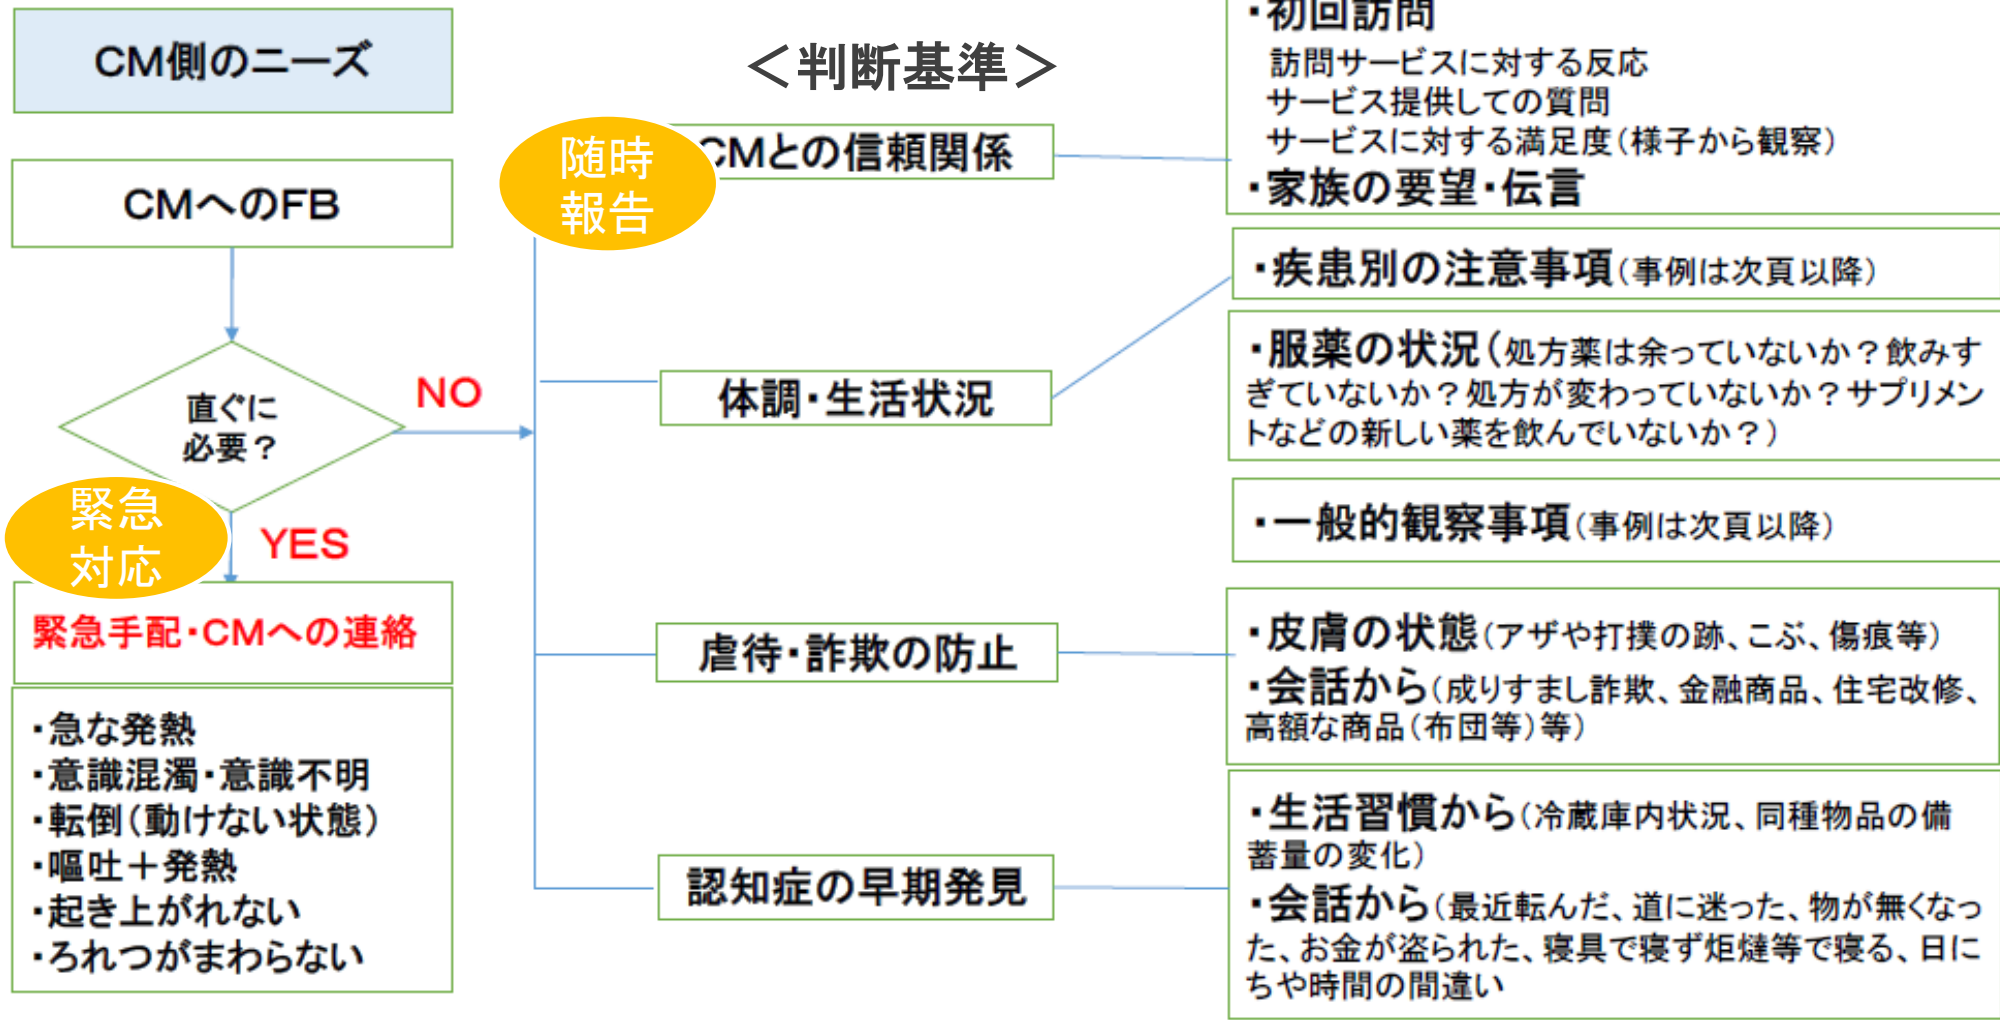 CM側のニーズ
CMへのFB
直ぐに
必要？
NO
YES
緊急
対応
緊急手配・CMへの連絡
・急な発熱
・意識混濁・意識不明
・転倒（動けない状態）
・嘔吐＋発熱
・起き上がれない
・ろれつがまわらない
＜判断基準＞
随時
報告
CMとの信頼関係
体調・生活状況
虐待・詐欺の防止
認知症の早期発見
・初回訪問
訪問サービスに対する反応
サービス提供しての質問
サービスに対する満足度（様子から観察）
・家族の要望・伝言
・疾患別の注意事項（事例は次頁以降）
・服薬の状況（処方薬は余っていないか？飲みす
ぎていないか？処方が変わっていないか？サプリメン
トなどの新しい薬を飲んでいないか？）
・一般的観察事項（事例は次頁以降）
・皮膚の状態（アザや打撲の跡、こぶ、傷痕等）
・会話から（成りすまし詐欺、金融商品、住宅改修、
高額な商品（布団等）等）
・生活習慣から（冷蔵庫内状況、同種物品の備
蓄量の変化）
・会話から（最近転んだ、道に迷った、物が無くなっ
た、お金が盗られた、寝具で寝ず炬燵等で寝る、日に
ちや時間の間違い